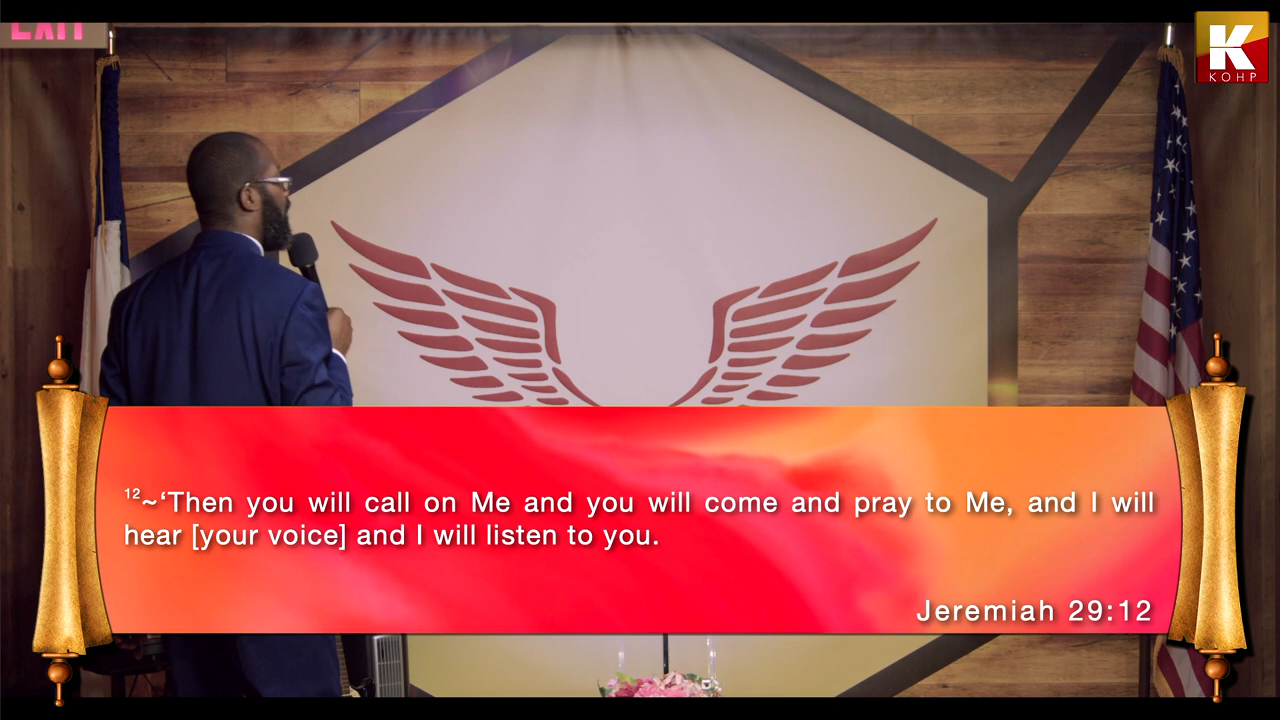 EXIT
K
KOHP
12~‘Then you will call on Me and you will come and pray to Me, and I will
hear [your voice] and I will listen to you.
Jeremiah 29:12